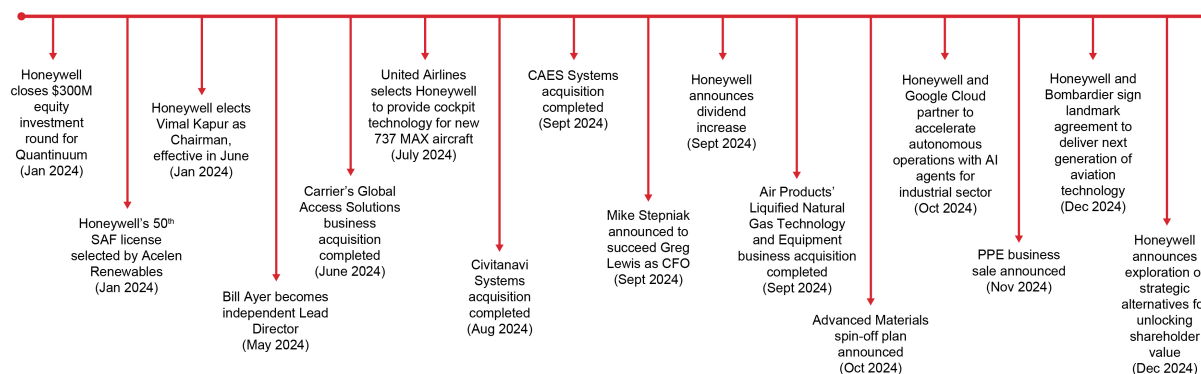 Honeywell
closes $300M
equity
investment
round for
Quantinuum
(Jan 2024)
Honeywell's 50th
SAF license
selected by Acelen
Renewables
(Jan 2024)
Honeywell elects
Vimal Kapur as
Chairman,
effective in June
(Jan 2024)
Bill Ayer becomes
independent Lead
Director
(May 2024)
Carrier's Global
Access Solutions
business
acquisition
completed
(June 2024)
United Airlines
selects Honeywell
to provide cockpit
technology for new
737 MAX aircraft
(July 2024)
Civitanavi
Systems
acquisition
completed
(Aug 2024)
CAES Systems
acquisition
completed
(Sept 2024)
Mike Stepniak
announced to
succeed Greg
Lewis as CFO
(Sept 2024)
Honeywell
announces
dividend
increase
(Sept 2024)
Air Products'
Liquified Natural
Gas Technology
and Equipment
business acquisition
completed
(Sept 2024)
Advanced Materials
spin-off plan
announced
(Oct 2024)
Honeywell and
Google Cloud
partner to
accelerate
autonomous
operations with AI
agents for
industrial sector
(Oct 2024)
PPE business
sale announced
(Nov 2024)
Honeywell and
Bombardier sign
landmark
agreement to
deliver next
generation of
aviation
technology
(Dec 2024)
Honeywell
announces
exploration o
strategic
alternatives fo
unlocking
shareholder
value
(Dec 2024)